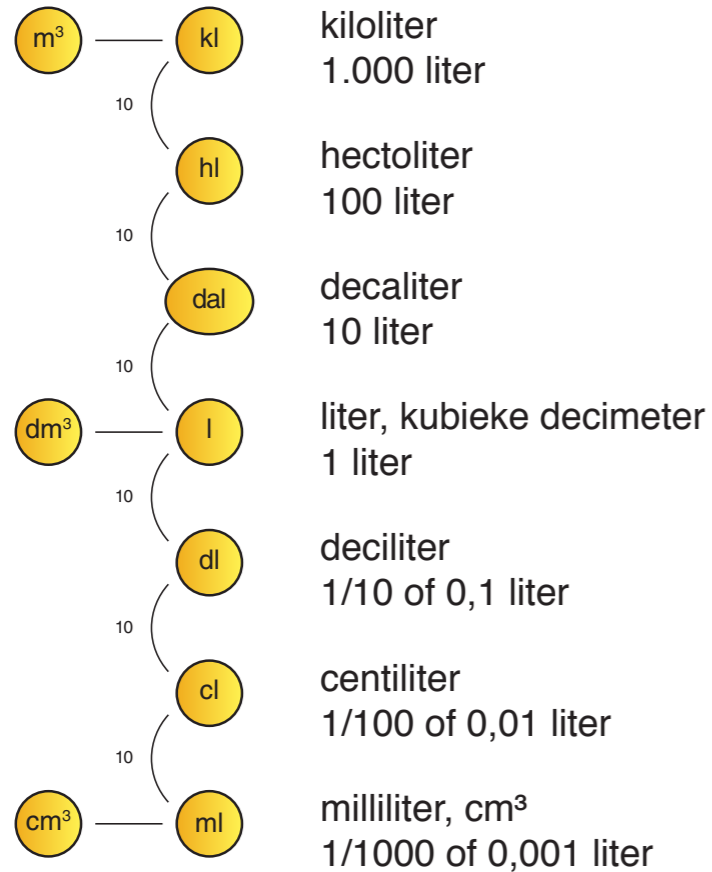 m³ kl kiloliter
1.000 liter
10
hl hectoliter
100 liter
10
dal decaliter
10 liter
10
dm³ l liter, kubieke decimeter
1 liter
10
dl deciliter
1/10 of 0,1 liter
10
cl centiliter
1/100 of 0,01 liter
10
cm³ ml milliliter, cm³
1/1000 of 0,001 liter